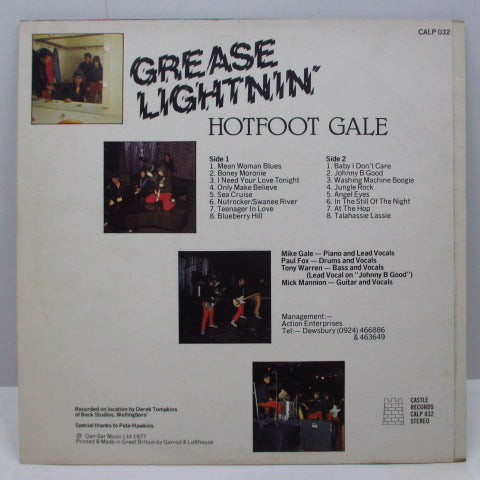 CALP 032
GREASE
LIGHTNIN'
HOTFOOT GALE
Side 1
1. Mean Woman Blues
2. Boney Moronie
3. I Need Your Love Tonight
4. Only Make Believe
5. Sea Cruise
6. Nutrocker/Swanee River
7. Teenager In Love
8. Blueberry Hill
Side 2
1. Baby I Don't Care
2. Johnny B Good
3. Washing Machine Boogie
4. Jungle Rock
5. Angel Eyes
6. In The Still Of The Night
7. At The Hop
8. Talahassie Lassie
Mike Gale — Piano and Lead Vocals
Paul Fox — Drums and Vocals
Tony Warren — Bass and Vocals
(Lead Vocal on "Johnny B Good")
Mick Mannion — Guitar and Vocals
Management:—
Action Enterprises
Tel:— Dewsbury (0924) 466886
& 463649
Recorded on location by Derek Tompkins
of Beck Studios, Wellingboro'
Special thanks to Pete Hawkins
℗ Dan Sar Music Ltd 1977
Printed & Made in Great Britain by Garrod & Lofthouse
CASTLE
RECORDS
CALP 032
STEREO